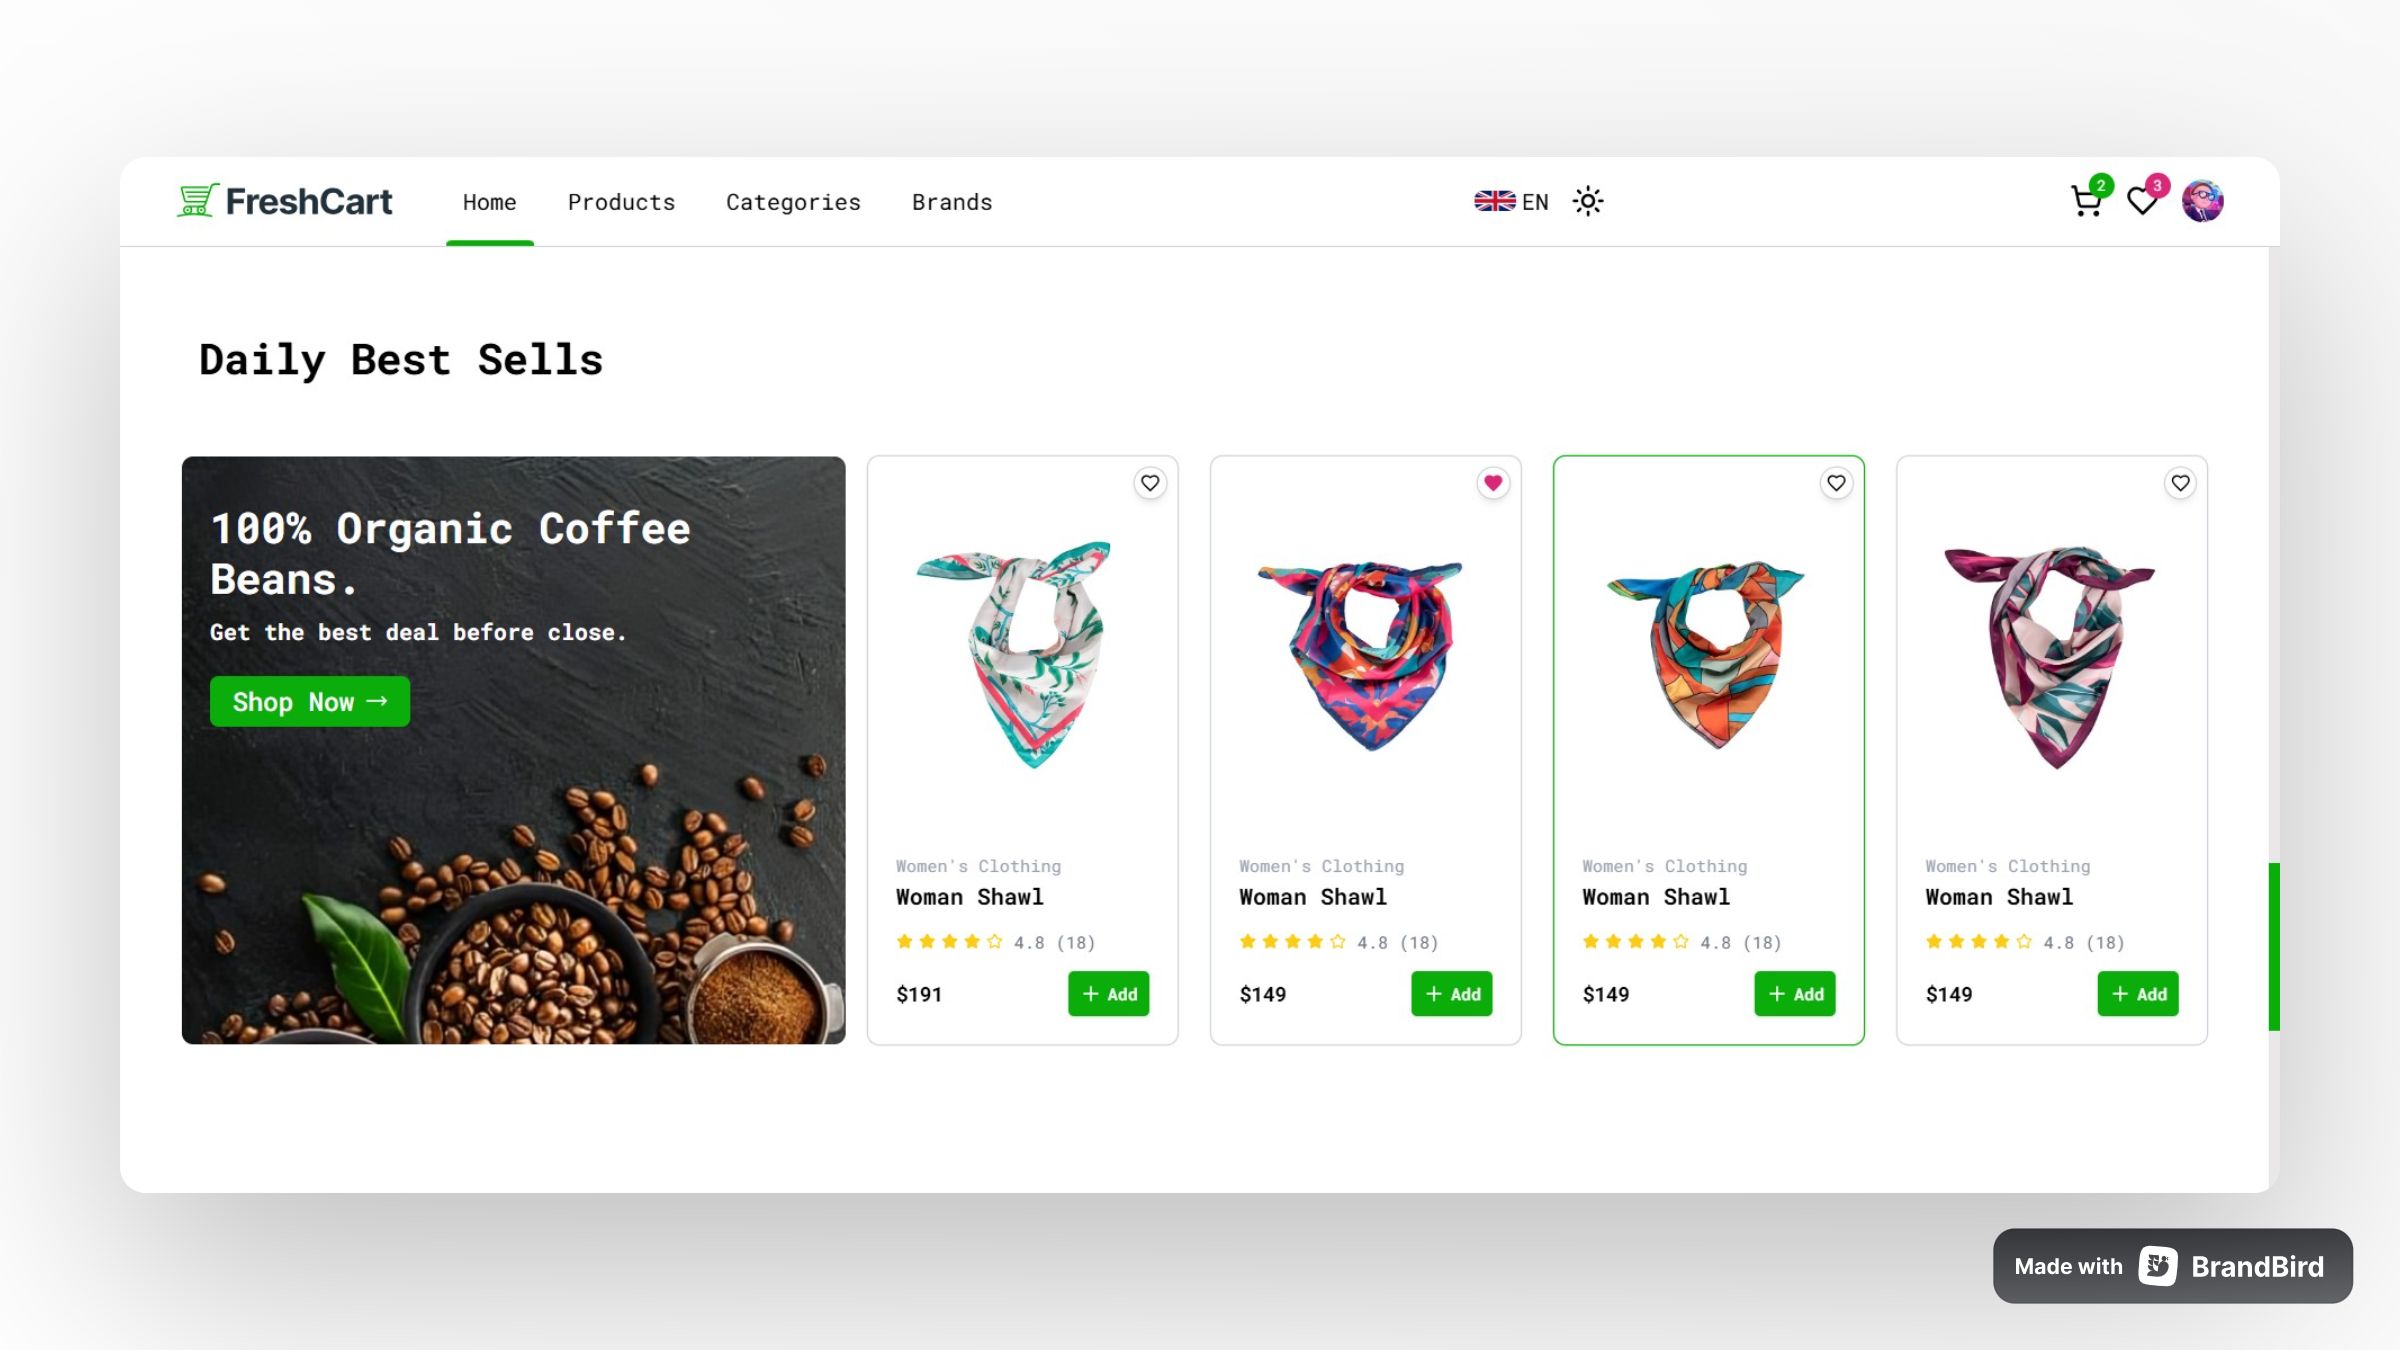 FreshCart
Home
Products
Categories
Brands
EN
2
3
Daily Best Sells
100% Organic Coffee
Beans.
Get the best deal before close.
Shop Now →
Women's Clothing
Woman Shawl
4.8 (18)
$191
+ Add
Women's Clothing
Woman Shawl
4.8 (18)
$149
+ Add
Women's Clothing
Woman Shawl
4.8 (18)
$149
+ Add
Women's Clothing
Woman Shawl
4.8 (18)
$149
+ Add
Made with BrandBird